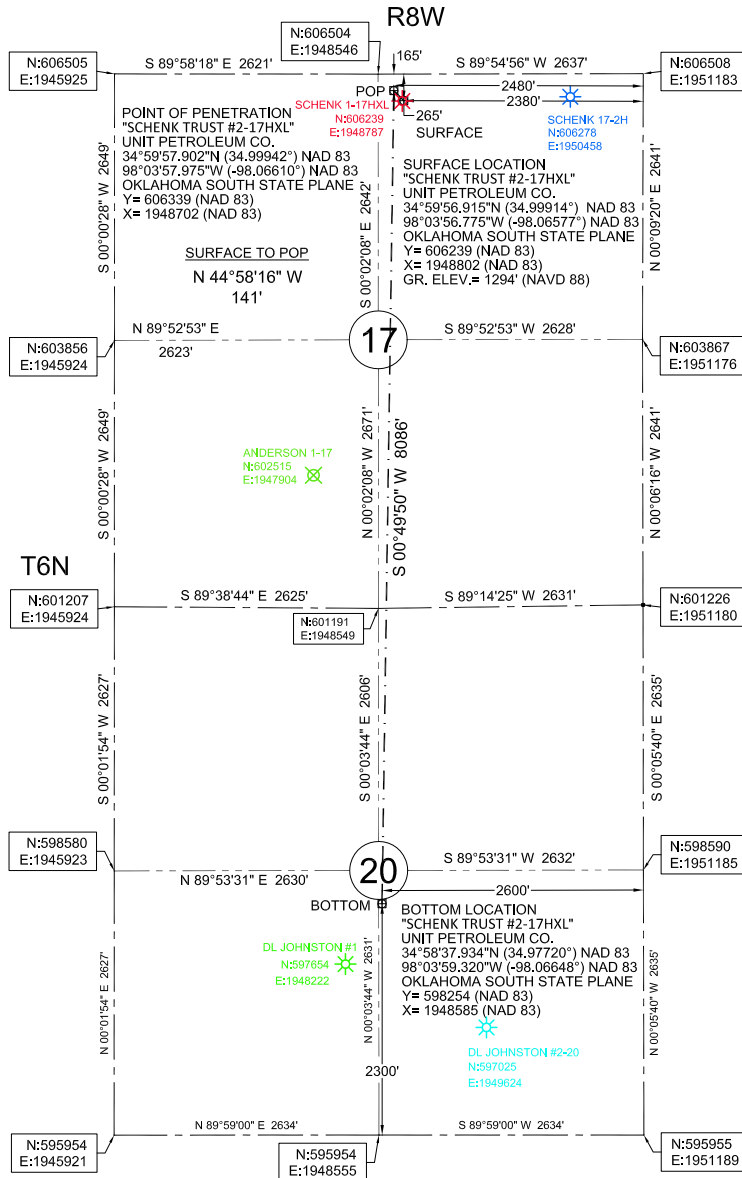 R8W
N:606504
E:1948546
N:606505
E:1945925
S 89°58'18" E 2621'
165'
S 89°54'56" W 2637'
N:606508
E:1951183
POP
2480'
SCHENK 1-17HXL
N:606239
E:1948787
2380'
265'
SURFACE
SCHENK 17-2H
N:606278
E:1950458
POINT OF PENETRATION
"SCHENK TRUST #2-17HXL"
UNIT PETROLEUM CO.
34°59'57.902"N (34.99942°) NAD 83
98°03'57.975"W (-98.06610°) NAD 83
OKLAHOMA SOUTH STATE PLANE
Y= 606339 (NAD 83)
X= 1948702 (NAD 83)
SURFACE LOCATION
"SCHENK TRUST #2-17HXL"
UNIT PETROLEUM CO.
34°59'56.915"N (34.99914°) NAD 83
98°03'56.775"W (-98.06577°) NAD 83
OKLAHOMA SOUTH STATE PLANE
Y= 606239 (NAD 83)
X= 1948802 (NAD 83)
GR. ELEV.= 1294' (NAVD 88)
S 00°00'28" W 2649'
S 00°02'08" E 2642'
N 00°09'20" E 2641'
SURFACE TO POP
N 44°58'16" W
141'
N:603856
E:1945924
N 89°52'53" E
2623'
17
S 89°52'53" W 2628'
N:603867
E:1951176
S 00°00'28" W 2649'
N 00°02'08" W 2671'
S 00°49'50" W 8086'
N 00°06'16" W 2641'
ANDERSON 1-17
N:602515
E:1947904
T6N
N:601207
E:1945924
S 89°38'44" E 2625'
N:601191
E:1948549
S 89°14'25" W 2631'
N:601226
E:1951180
S 00°01'54" W 2627'
S 00°03'44" E 2606'
S 00°05'40" E 2635'
N:598580
E:1945923
N 89°53'31" E 2630'
20
S 89°53'31" W 2632'
N:598590
E:1951185
2600'
BOTTOM
BOTTOM LOCATION
"SCHENK TRUST #2-17HXL"
UNIT PETROLEUM CO.
34°58'37.934"N (34.97720°) NAD 83
98°03'59.320"W (-98.06648°) NAD 83
OKLAHOMA SOUTH STATE PLANE
Y= 598254 (NAD 83)
X= 1948585 (NAD 83)
DL JOHNSTON #1
N:597654
E:1948222
N 00°01'54" E 2627'
N 00°03'44" W 2631'
N 00°05'40" W 2635'
DL JOHNSTON #2-20
N:597025
E:1949624
2300'
N 89°59'00" E 2634'
S 89°59'00" W 2634'
N:595954
E:1945921
N:595954
E:1948555
N:595955
E:1951189